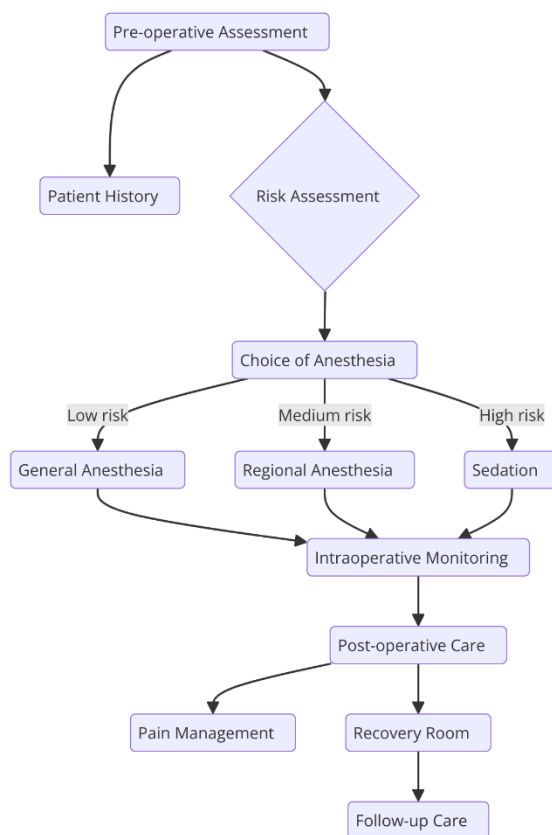 Pre-operative Assessment
Patient History
Risk Assessment
Choice of Anesthesia
Low risk
Medium risk
High risk
General Anesthesia
Regional Anesthesia
Sedation
Intraoperative Monitoring
Post-operative Care
Pain Management
Recovery Room
Follow-up Care